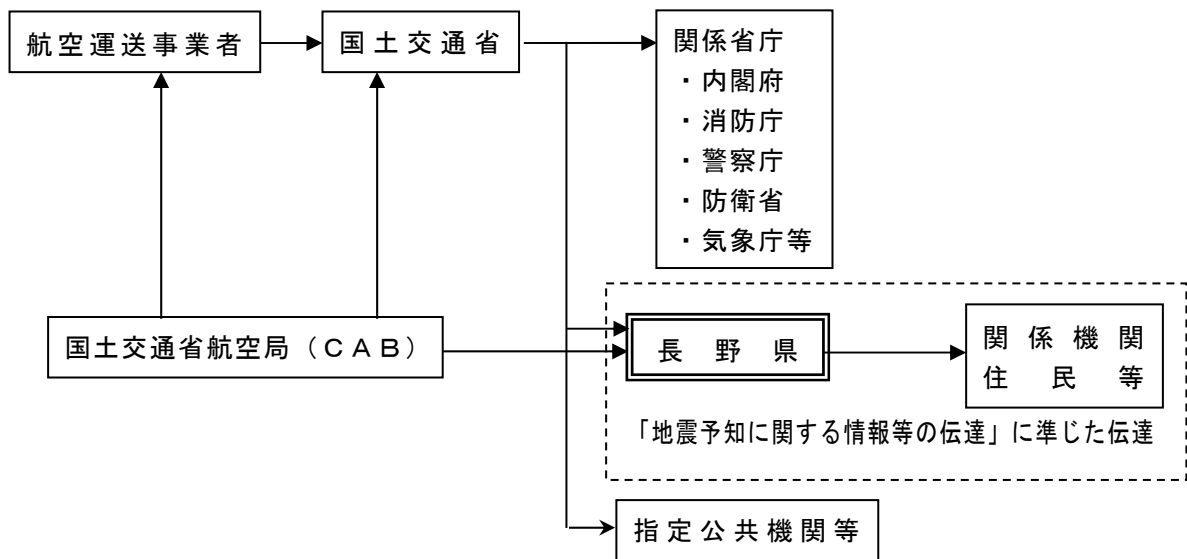 航空運送事業者
国土交通省
関係省庁
・内閣府
・消防庁
・警察庁
・防衛省
・気象庁等
国土交通省航空局（ＣＡＢ）
長野県
関係機関
住民等
「地震予知に関する情報等の伝達」に準じた伝達
指定公共機関等